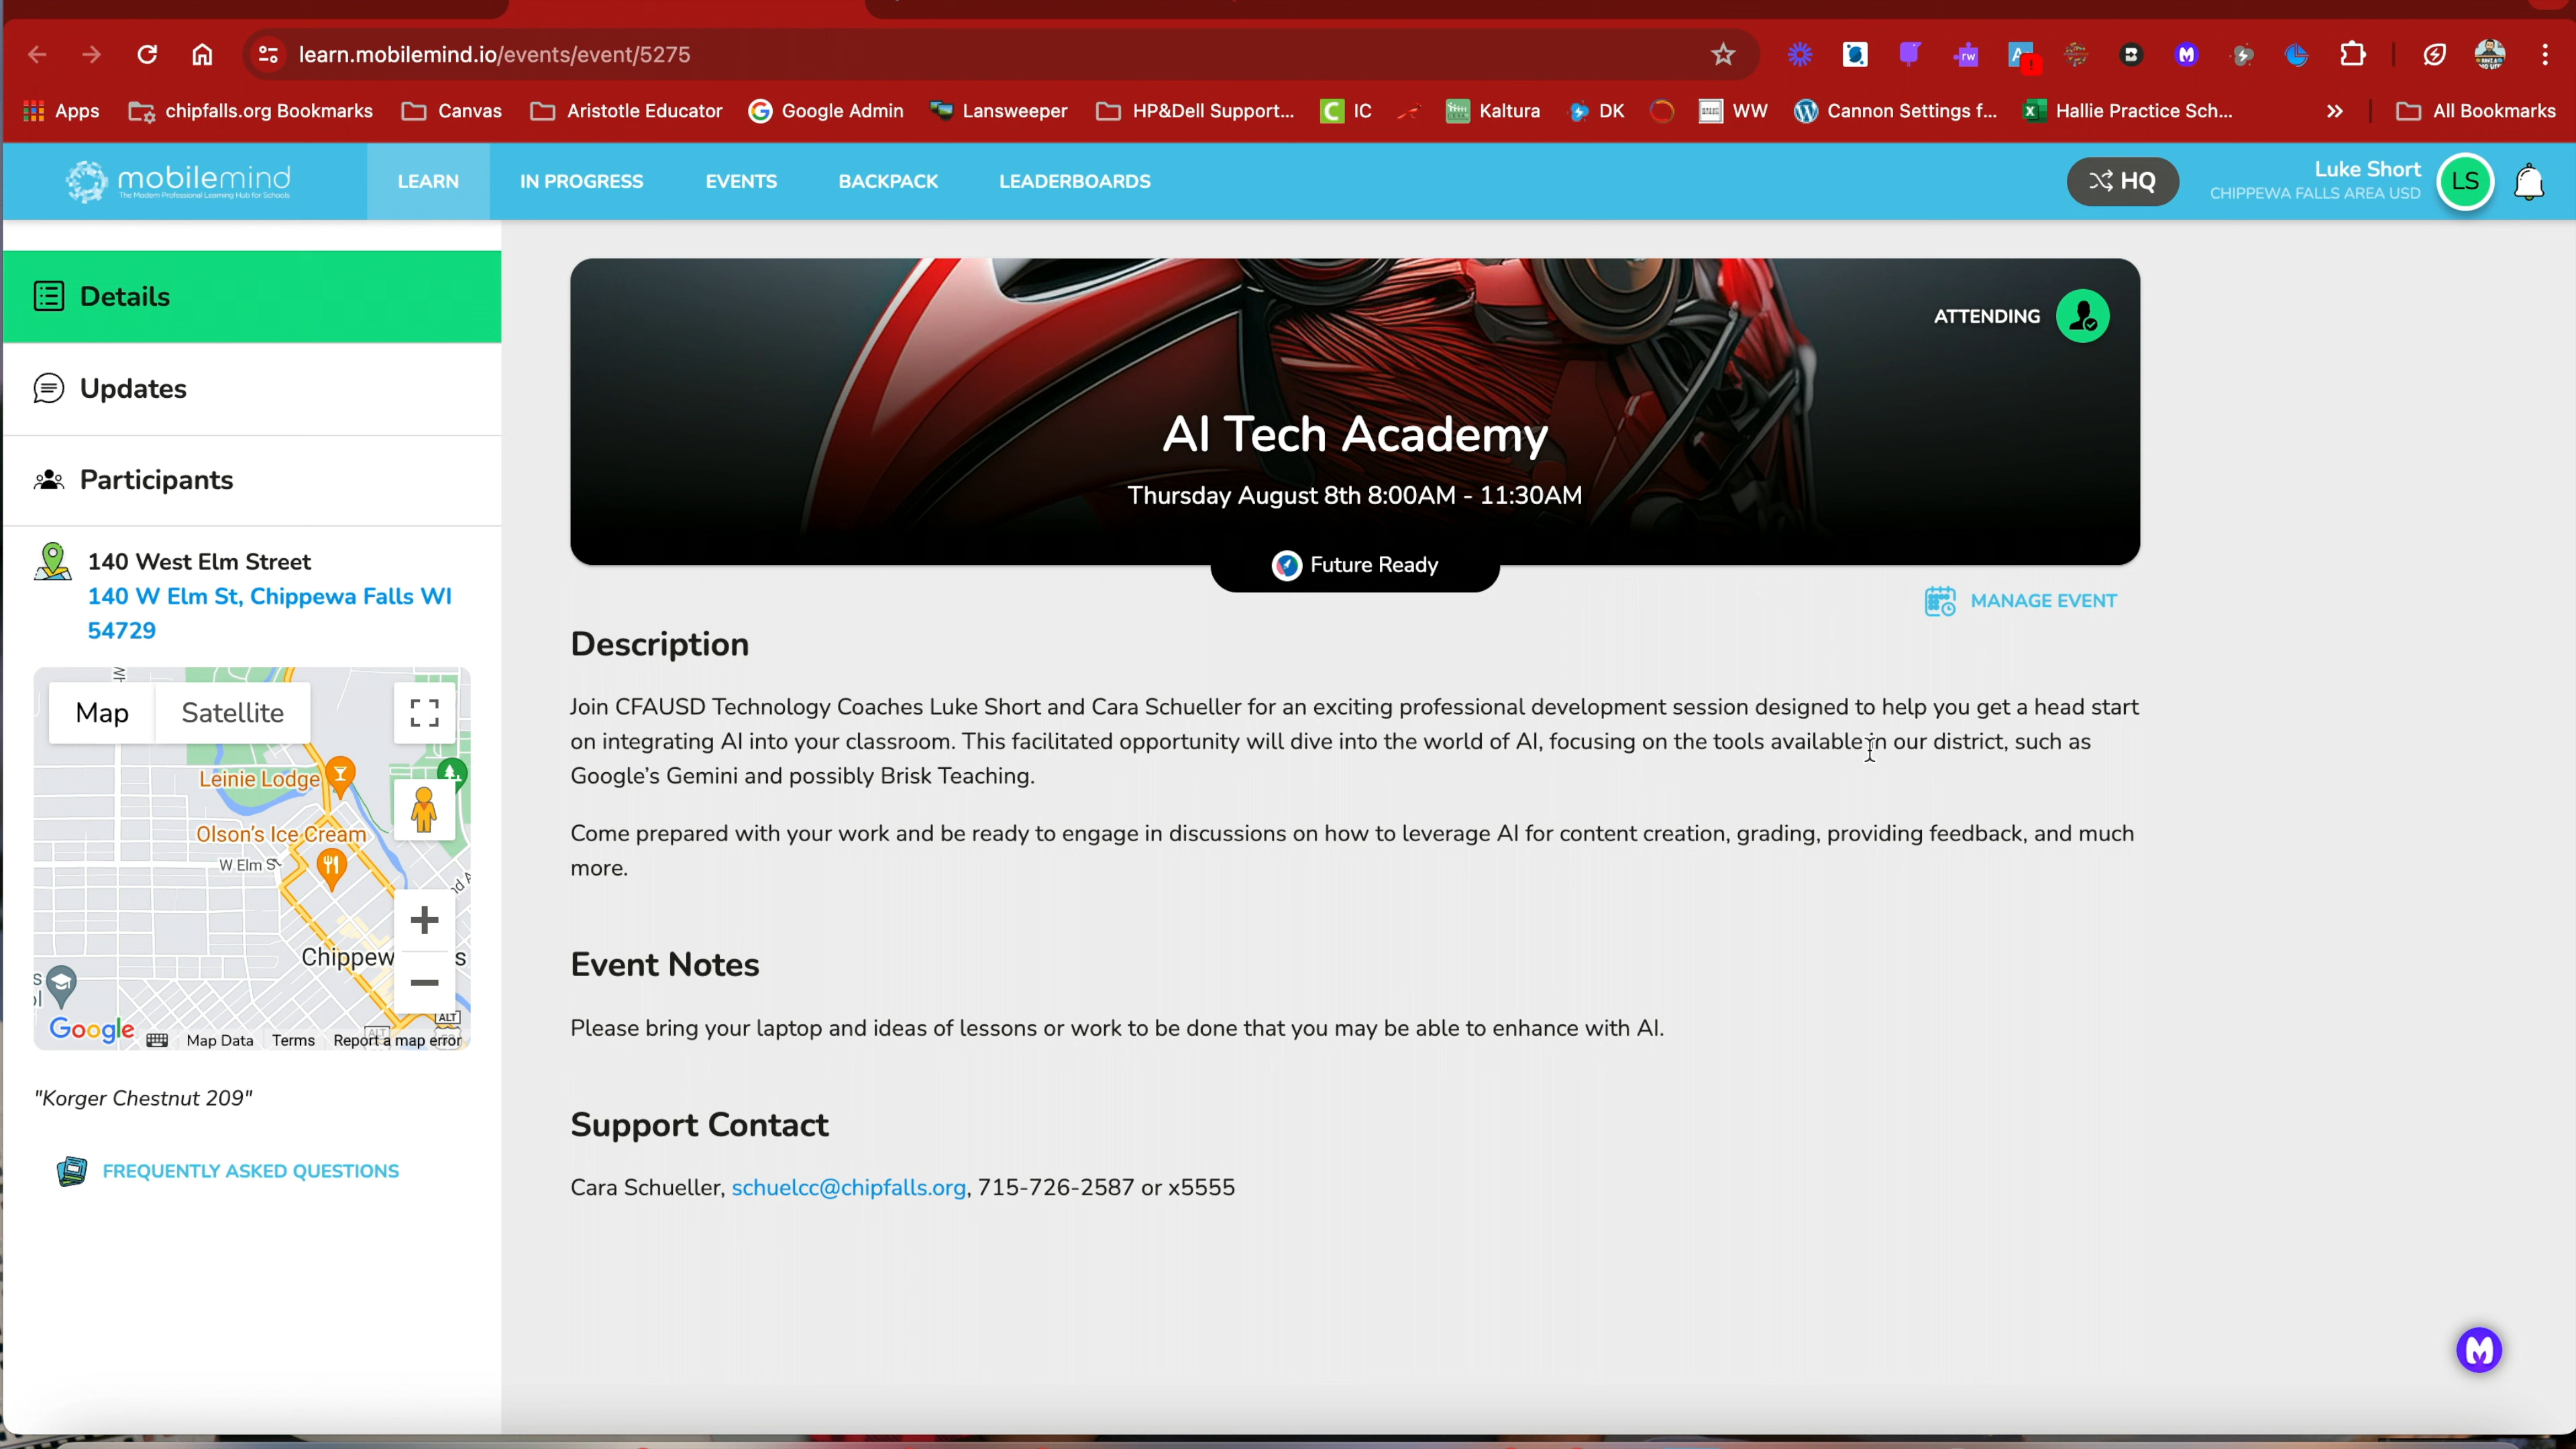 learn.mobilemind.io/events/event/5275
Apps
chipfalls.org Bookmarks
Canvas
Aristotle Educator
Google Admin
Lansweeper
HP&Dell Support...
IC
Kaltura
DK
WW
Cannon Settings f...
Hallie Practice Sch...
All Bookmarks
mobilemind
The Modern Professional Learning Hub for Schools
LEARN
IN PROGRESS
EVENTS
BACKPACK
LEADERBOARDS
HQ
Luke Short
CHIPPEWA FALLS AREA USD
LS
Details
Updates
Participants
140 West Elm Street
140 W Elm St, Chippewa Falls WI
54729
Map
Satellite
Leinie Lodge
Olson's Ice Cream
W Elm S
Chippew
s
ALT
ALT
Google
Map Data
Terms
Report a map error
"Korger Chestnut 209"
FREQUENTLY ASKED QUESTIONS
ATTENDING
AI Tech Academy
Thursday August 8th 8:00AM - 11:30AM
Future Ready
MANAGE EVENT
Description
Join CFAUSD Technology Coaches Luke Short and Cara Schueller for an exciting professional development session designed to help you get a head start
on integrating AI into your classroom. This facilitated opportunity will dive into the world of AI, focusing on the tools available in our district, such as
Google's Gemini and possibly Brisk Teaching.
Come prepared with your work and be ready to engage in discussions on how to leverage AI for content creation, grading, providing feedback, and much
more.
Event Notes
Please bring your laptop and ideas of lessons or work to be done that you may be able to enhance with AI.
Support Contact
Cara Schueller, schuelcc@chipfalls.org, 715-726-2587 or x5555